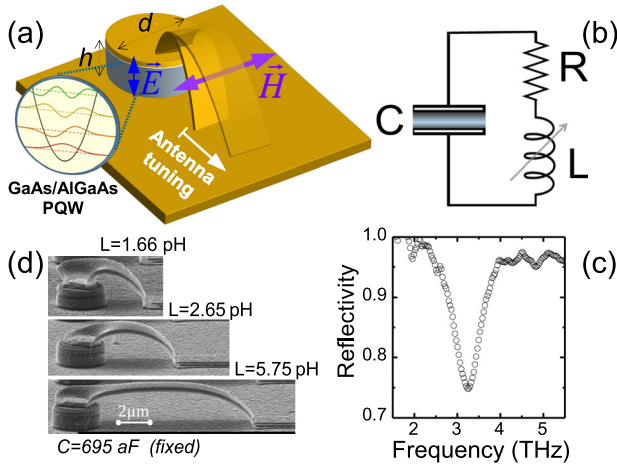 (a)
d
h
E
H
Antenna
tuning
GaAs/AlGaAs
PQW
(b)
R
C
L
(d)
L=1.66 pH
L=2.65 pH
L=5.75 pH
2μm
C=695 aF (fixed)
(c)
1.0
0.9
0.8
0.7
Reflectivity
2 3 4 5
Frequency (THz)